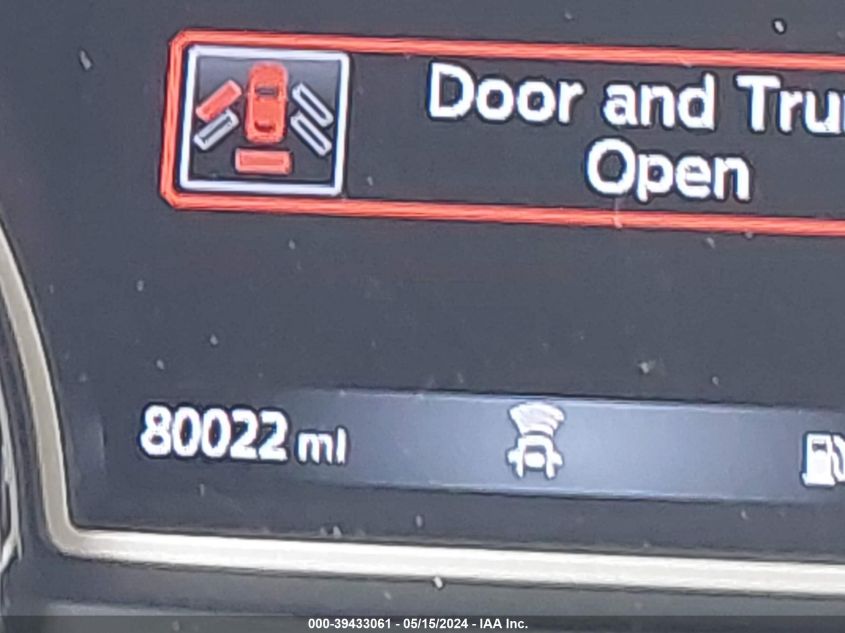 Door and Tru
Open
80022 mi
000-39433061 - 05/15/2024 - IAA Inc.